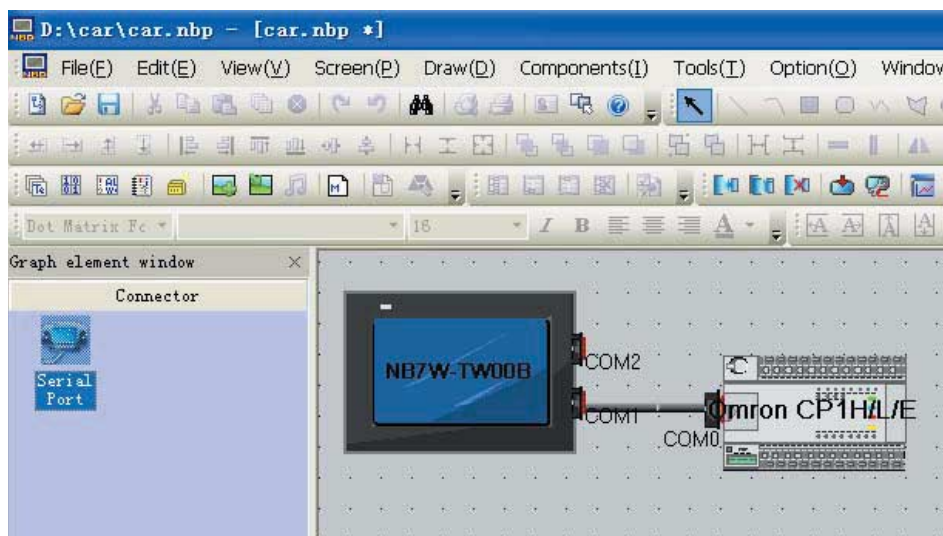 D:\car\car.nbp - [car.nbp *]
File(F) Edit(E) View(V) Screen(P) Draw(D) Components(I) Tools(T) Option(O) Window
Dot Matrix Fo 16 I B A
Graph element window
Connector
Serial
Port
NB7W-TW00B
COM2
COM1
COM0
Omron CP1H/L/E